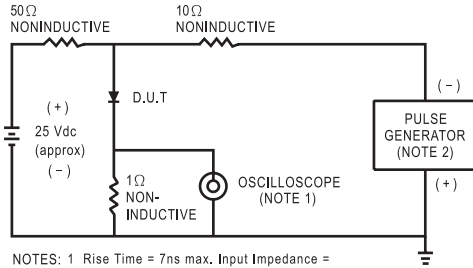 50Ω
NONINDUCTIVE
10Ω
NONINDUCTIVE
(+)
25 Vdc
(approx)
(-)
D.U.T
1Ω
NON-
INDUCTIVE
OSCILLOSCOPE
(NOTE 1)
(-)
PULSE
GENERATOR
(NOTE 2)
(+)
NOTES: 1 Rise Time = 7ns max. Input Impedance =